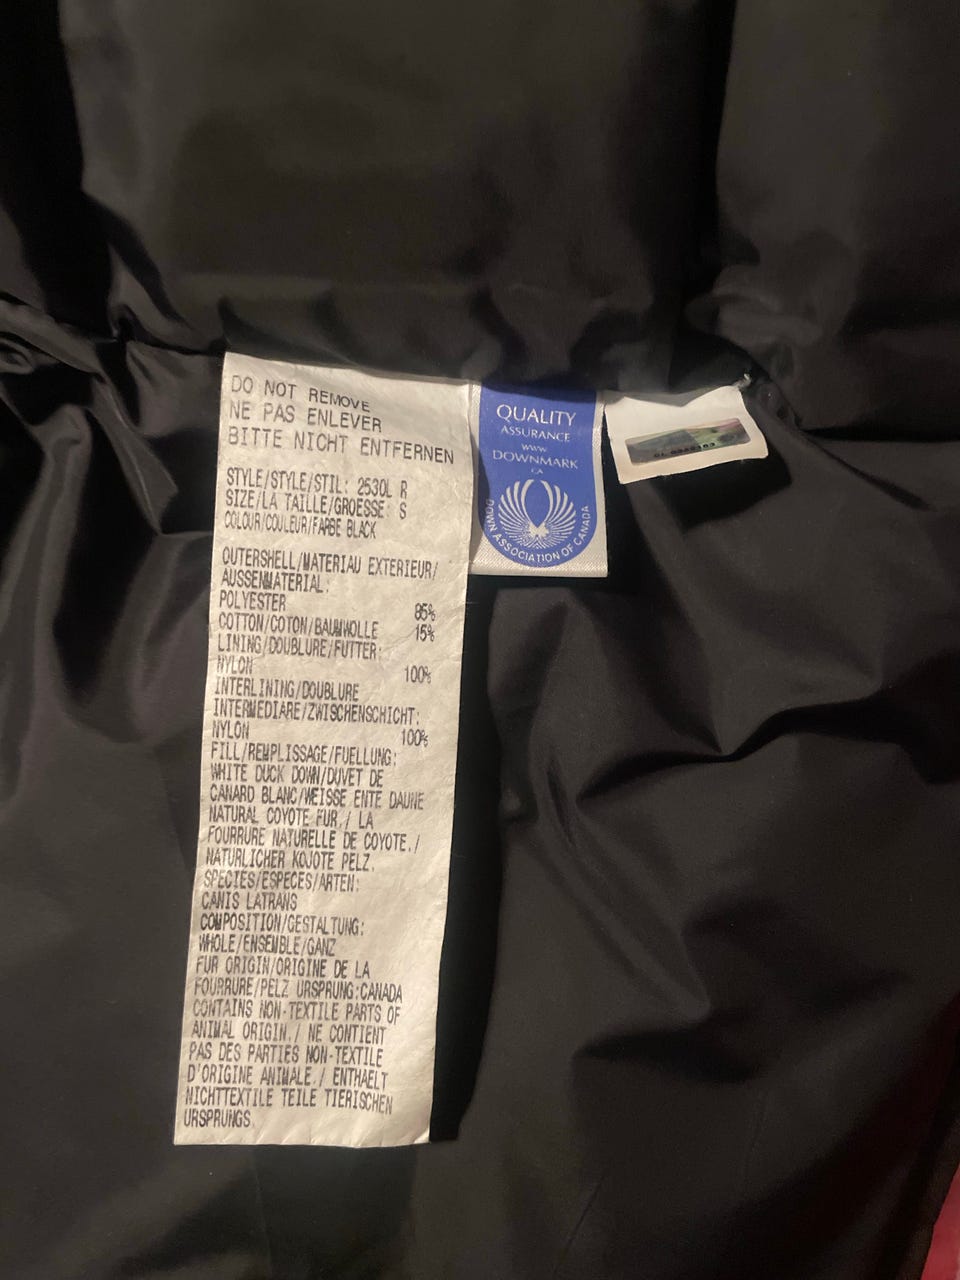 DO NOT REMOVE
NE PAS ENLEVER
BITTE NICHT ENTFERNEN
STYLE/STYLE/STIL: 2530L R
SIZE/LA TAILLE/GROESSE: S
COLOUR/COULEUR/FARBE BLACK
OUTERSHELL/MATERIAU EXTERIEUR/
AUSSENMATERIAL:
POLYESTER 85%
COTTON/COTON/BAUMWOLLE 15%
LINING/DOUBLURE/FUTTER:
NYLON 100%
INTERLINING/DOUBLURE
INTERMEDIARE/ZWISCHENSCHICHT:
NYLON 100%
FILL/REMPLISSAGE/FUELLUNG:
WHITE DUCK DOWN/DUVET DE
CANARD BLANC/WEISSE ENTE DAUNE
NATURAL COYOTE FUR./ LA
FOURRURE NATURELLE DE COYOTE./
NATURLICHER KOJOTE PELZ.
SPECIES/ESPECES/ARTEN:
CANIS LATRANS
COMPOSITION/GESTALTUNG:
WHOLE/ENSEMBLE/GANZ
FUR ORIGIN/ORIGINE DE LA
FOURRURE/PELZ URSPRUNG:CANADA
CONTAINS NON-TEXTILE PARTS OF
ANIMAL ORIGIN./ NE CONTIENT
PAS DES PARTIES NON-TEXTILE
D'ORIGINE ANIMALE./ ENTHAELT
NICHTTEXTILE TEILE TIERISCHEN
URSPRUNGS.
QUALITY
ASSURANCE
www
DOWNMARK
CA
DOWN ASSOCIATION OF CANADA